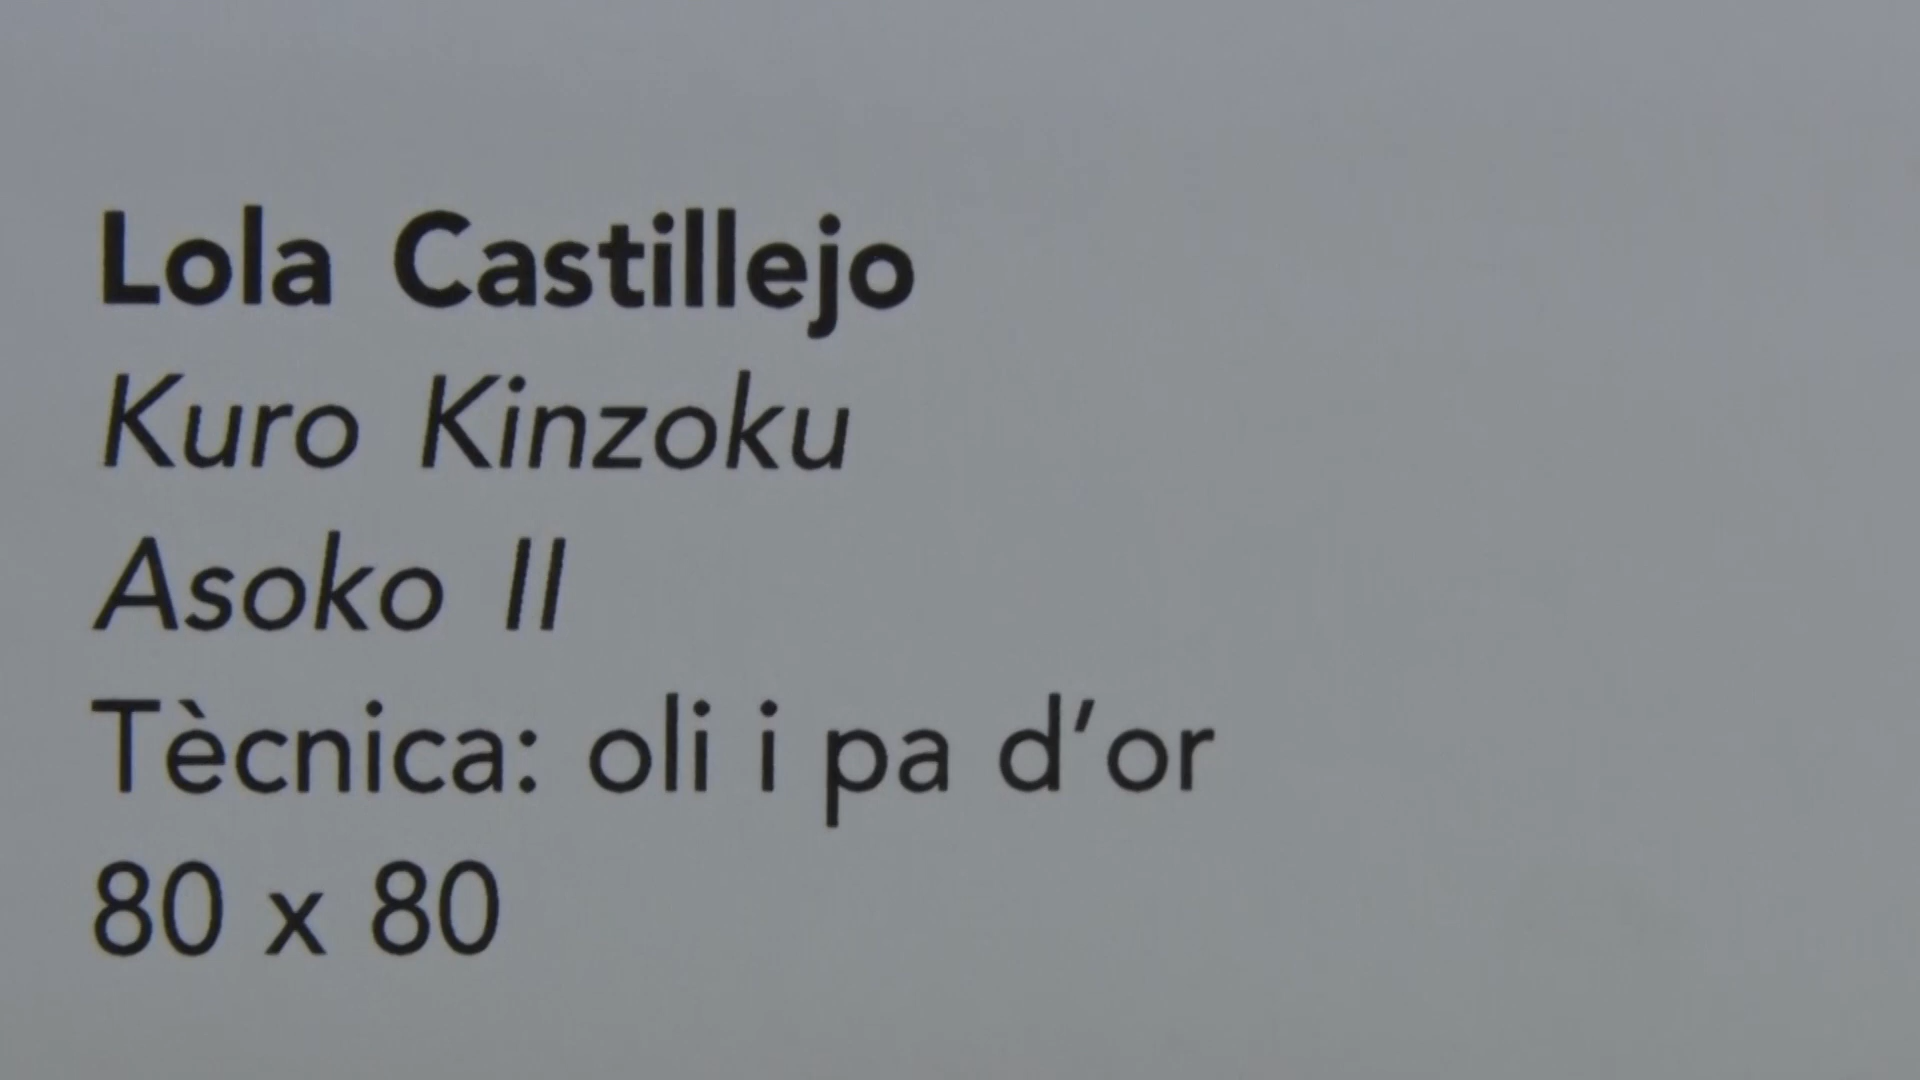 Lola Castillejo
Kuro Kinzoku
Asoko II
Tècnica: oli i pa d’or
80 x 80